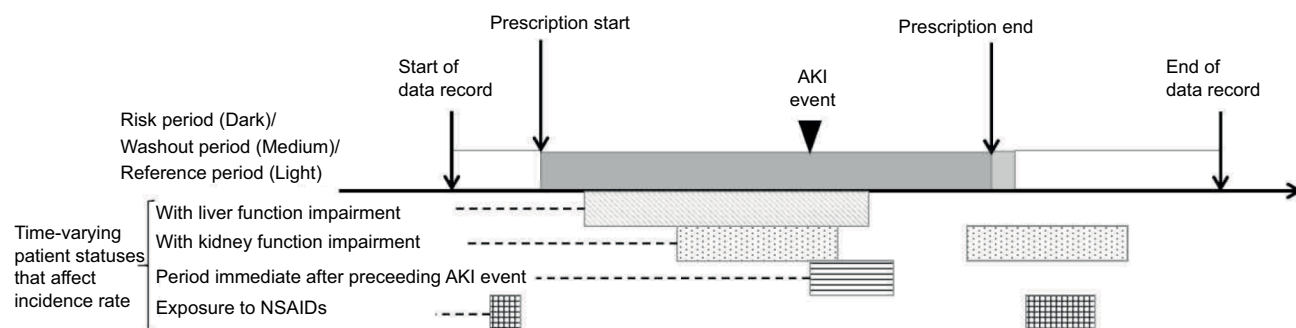 Prescription start
Prescription end
Start of
data record
AKI
event
End of
data record
Risk period (Dark)/
Washout period (Medium)/
Reference period (Light)
Time-varying
patient statuses
that affect
incidence rate
With liver function impairment
With kidney function impairment
Period immediate after preceeding AKI event
Exposure to NSAIDs